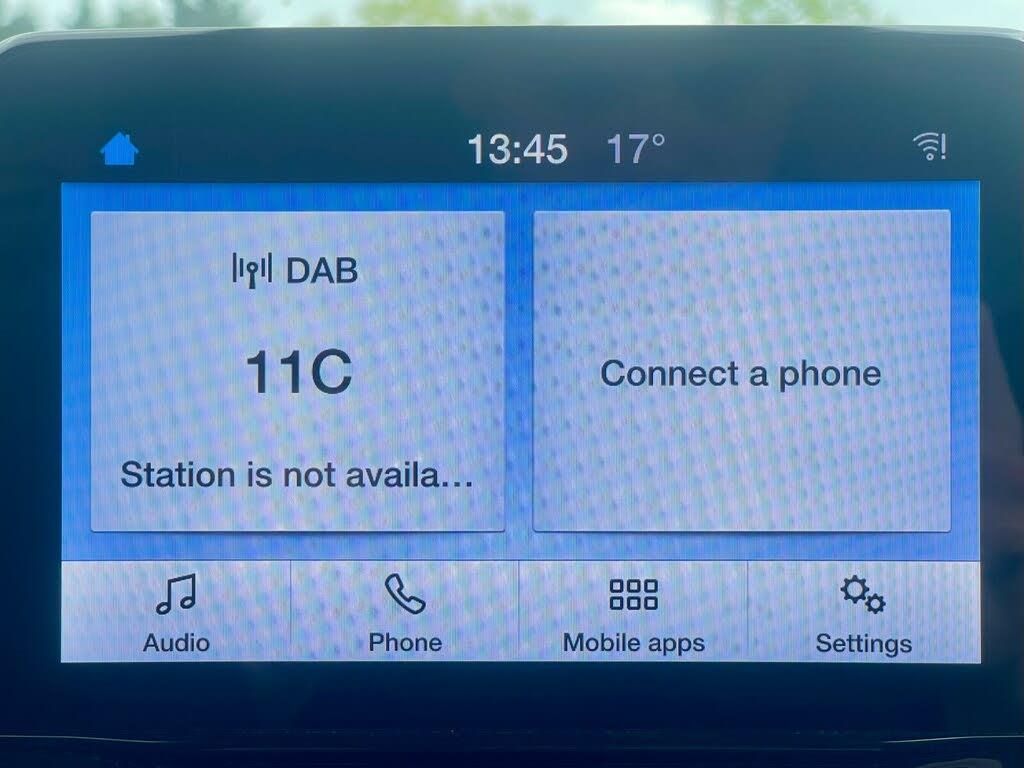 13:45 17°
DAB
11C
Station is not availa...
Connect a phone
Audio
Phone
Mobile apps
Settings